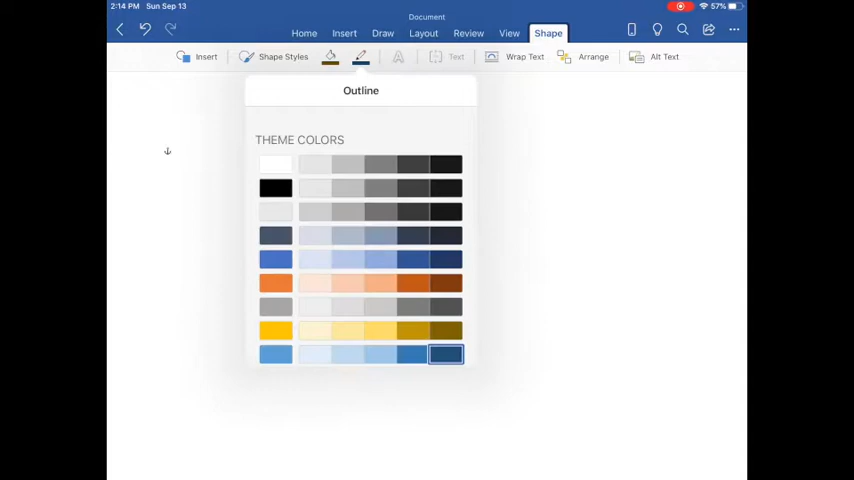 2:14 PM Sun Sep 13
57%
Document
Home Insert Draw Layout Review View Shape
Insert Shape Styles A Text Wrap Text Arrange Alt Text
Outline
THEME COLORS